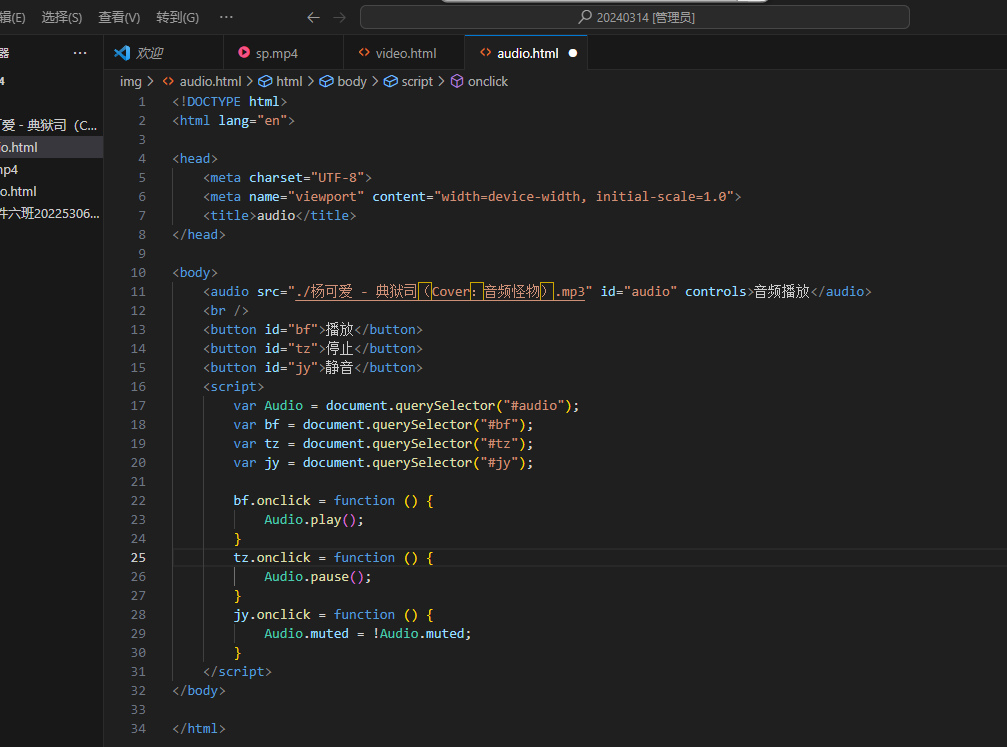 辑(E) 选择(S) 查看(V) 转到(G) ··· 20240314 [管理员]
器 ···
欢迎 sp.mp4 video.html audio.html
4
爱 - 典狱司（C...
io.html
mp4
o.html
件六班20225306...
img > audio.html > html > body > script > onclick
1 <!DOCTYPE html>
2 <html lang="en">
3
4 <head>
5 <meta charset="UTF-8">
6 <meta name="viewport" content="width=device-width, initial-scale=1.0">
7 <title>audio</title>
8 </head>
9
10 <body>
11 <audio src="./杨可爱 - 典狱司（Cover：音频怪物）.mp3" id="audio" controls>音频播放</audio>
12 <br />
13 <button id="bf">播放</button>
14 <button id="tz">停止</button>
15 <button id="jy">静音</button>
16 <script>
17 var Audio = document.querySelector("#audio");
18 var bf = document.querySelector("#bf");
19 var tz = document.querySelector("#tz");
20 var jy = document.querySelector("#jy");
21
22 bf.onclick = function () {
23 Audio.play();
24 }
25 tz.onclick = function () {
26 Audio.pause();
27 }
28 jy.onclick = function () {
29 Audio.muted = !Audio.muted;
30 }
31 </script>
32 </body>
33
34 </html>